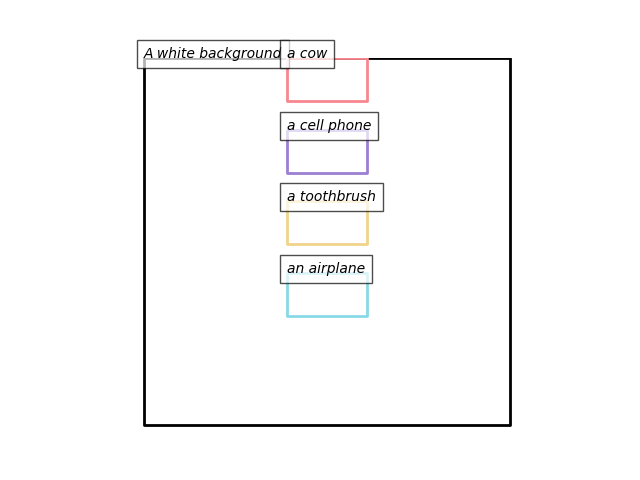 A white background
a cow
a cell phone
a toothbrush
an airplane